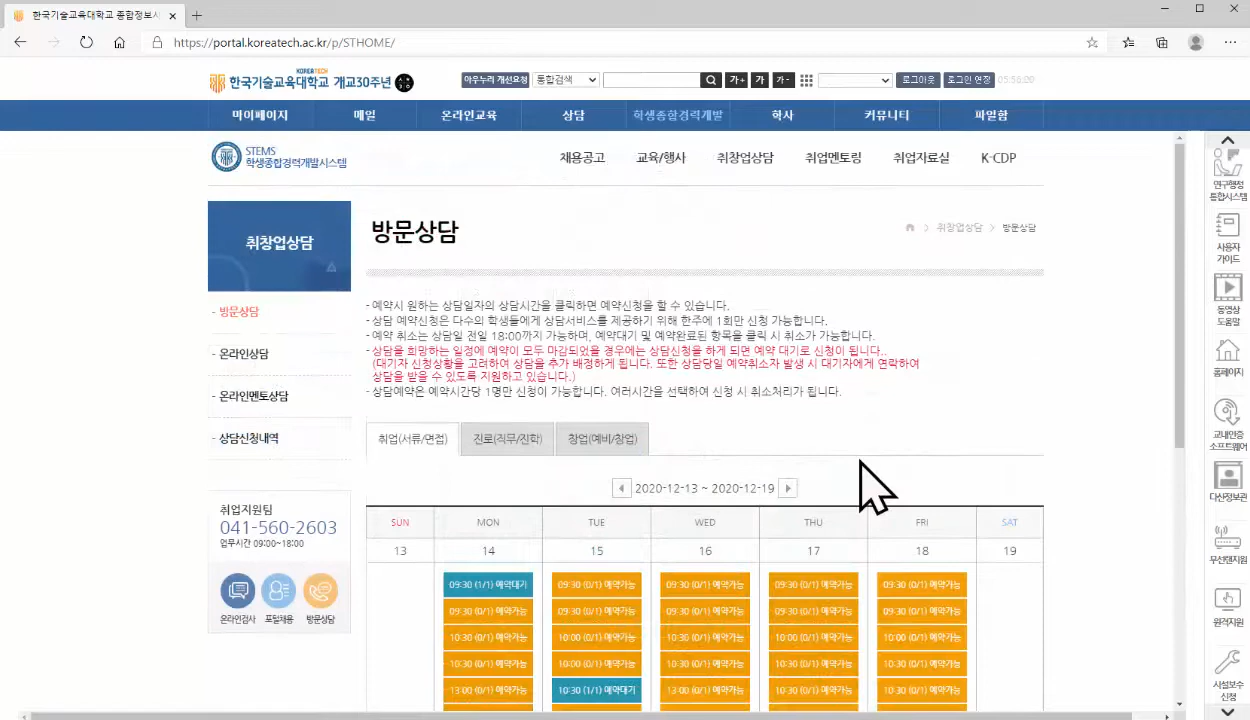 한국기술교육대학교 종합정보시
https://portal.koreatech.ac.kr/p/STHOME/
KOREATECH
한국기술교육대학교 개교30주년
아우누리 개선요청 통합검색 가+ 가 가- 로그아웃 로그인 연장 05:56:00
마이페이지 메일 온라인교육 상담 학생종합경력개발 학사 커뮤니티 파일함
STEMS
학생종합경력개발시스템
채용공고 교육/행사 취창업상담 취업멘토링 취업자료실 K-CDP
취창업상담
- 방문상담
- 온라인상담
- 온라인멘토상담
- 상담신청내역
취업지원팀
041-560-2603
업무시간 09:00~18:00
온라인검사 포털채용 방문상담
방문상담
취창업상담 > 방문상담
- 예약시 원하는 상담일자의 상담시간을 클릭하면 예약신청을 할 수 있습니다.
- 상담 예약신청은 다수의 학생들에게 상담서비스를 제공하기 위해 한주에 1회만 신청 가능합니다.
- 예약 취소는 상담일 전일 18:00까지 가능하며, 예약대기 및 예약완료된 항목을 클릭 시 취소가 가능합니다.
- 상담을 희망하는 일정에 예약이 모두 마감되었을 경우에는 상담신청을 하게 되면 예약 대기로 신청이 됩니다..
(대기자 신청상황을 고려하여 상담을 추가 배정하게 됩니다. 또한 상담당일 예약취소자 발생 시 대기자에게 연락하여
상담을 받을 수 있도록 지원하고 있습니다.)
- 상담예약은 예약시간당 1명만 신청이 가능합니다. 여러시간을 선택하여 신청 시 취소처리가 됩니다.
취업(서류/면접) 진로(직무/진학) 창업(예비/창업)
2020-12-13 ~ 2020-12-19
SUN MON TUE WED THU FRI SAT
13 14 15 16 17 18 19
09:30 (1/1) 예약대기 09:30 (0/1) 예약가능 09:30 (0/1) 예약가능 09:30 (0/1) 예약가능 09:30 (0/1) 예약가능
09:30 (0/1) 예약가능 09:30 (0/1) 예약가능 09:30 (0/1) 예약가능 09:30 (0/1) 예약가능 09:30 (0/1) 예약가능
10:30 (0/1) 예약가능 10:00 (0/1) 예약가능 10:30 (0/1) 예약가능 10:00 (0/1) 예약가능 10:00 (0/1) 예약가능
10:30 (0/1) 예약가능 10:00 (0/1) 예약가능 10:30 (0/1) 예약가능 10:30 (0/1) 예약가능 10:30 (0/1) 예약가능
13:00 (0/1) 예약가능 10:30 (1/1) 예약대기 13:00 (0/1) 예약가능 10:30 (0/1) 예약가능 10:30 (0/1) 예약가능
연구행정
통합시스템
사용자
가이드
동영상
도움말
홈페이지
교내인증
소프트웨어
다산정보관
무선랜지원
원격지원
시설보수
신청